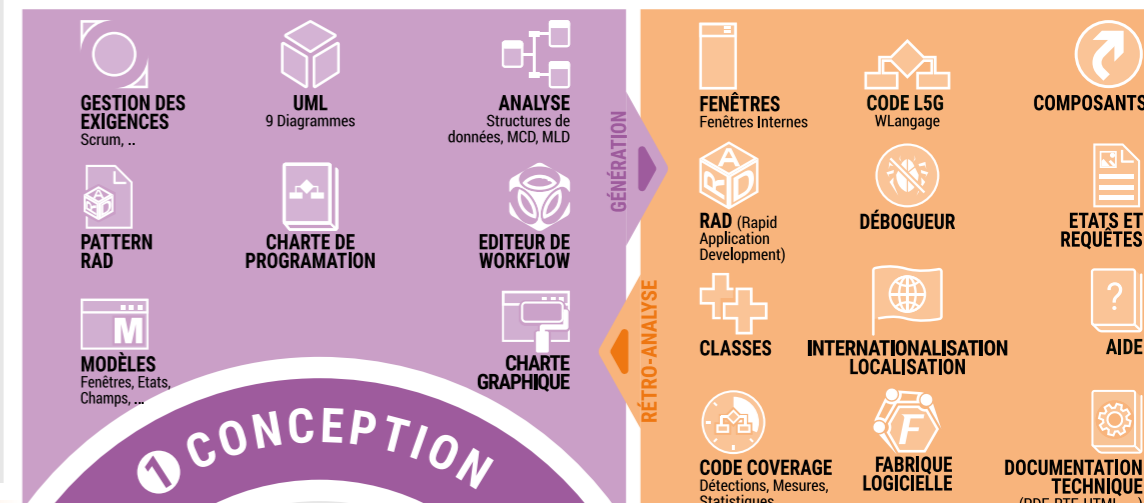 GESTION DES
EXIGENCES
Scrum, ..
UML
9 Diagrammes
ANALYSE
Structures de
données, MCD, MLD
PATTERN
RAD
CHARTE DE
PROGRAMATION
EDITEUR DE
WORKFLOW
M
MODÈLES
Fenêtres, Etats,
Champs, ...
CHARTE
GRAPHIQUE
1 CONCEPTION
GÉNÉRATION
RÉTRO-ANALYSE
FENÊTRES
Fenêtres Internes
CODE L5G
WLangage
COMPOSANTS
RAD
RAD (Rapid
Application
Development)
DÉBOGUEUR
ETATS ET
REQUÊTES
CLASSES
INTERNATIONALISATION
LOCALISATION
?
AIDE
CODE COVERAGE
Détections, Mesures,
Statistiques
F
FABRIQUE
LOGICIELLE
DOCUMENTATION
TECHNIQUE